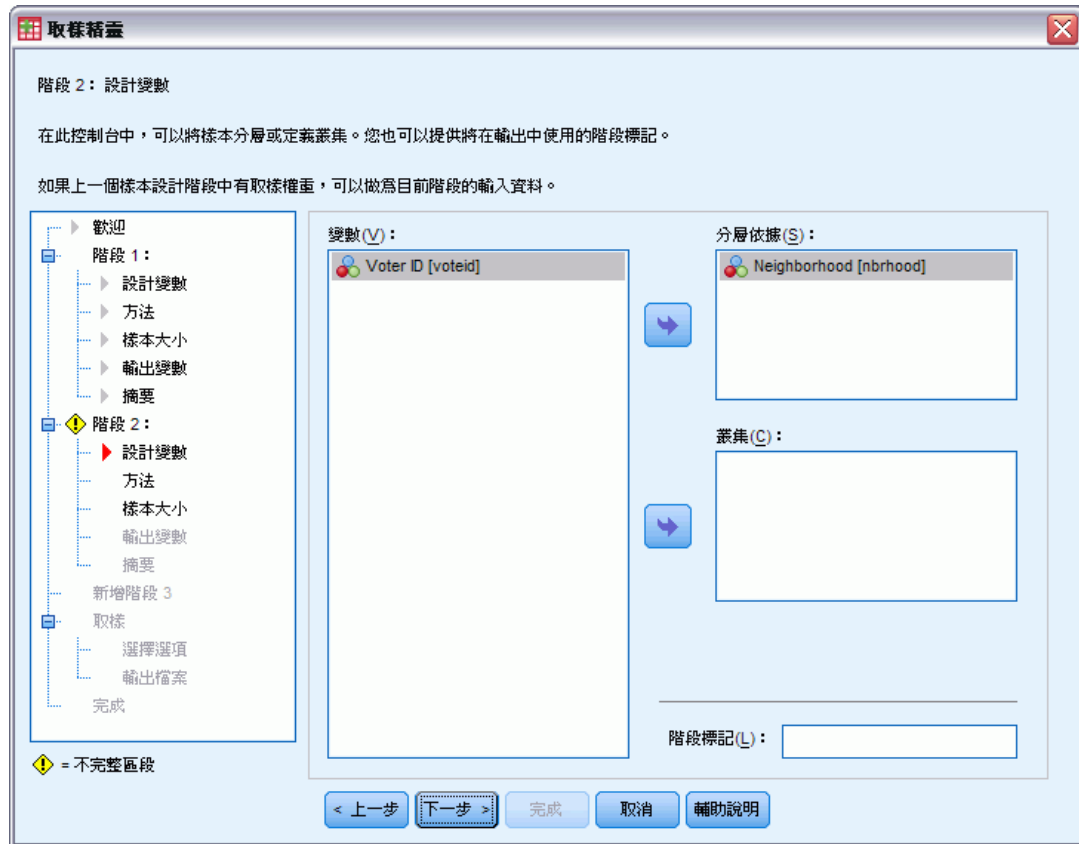 取樣精靈
階段 2：設計變數
在此控制台中，可以將樣本分層或定義叢集。您也可以提供將在輸出中使用的階段標記。
如果上一個樣本設計階段中有取樣權重，可以做為目前階段的輸入資料。
歡迎
階段 1：
設計變數
方法
樣本大小
輸出變數
摘要
階段 2：
設計變數
方法
樣本大小
輸出變數
摘要
新增階段 3
取樣
選擇選項
輸出檔案
完成
! = 不完整區段
變數(V)：
Voter ID [voteid]
分層依據(S)：
Neighborhood [nbrhood]
叢集(C)：
階段標記(L)：
< 上一步
下一步 >
完成
取消
輔助說明